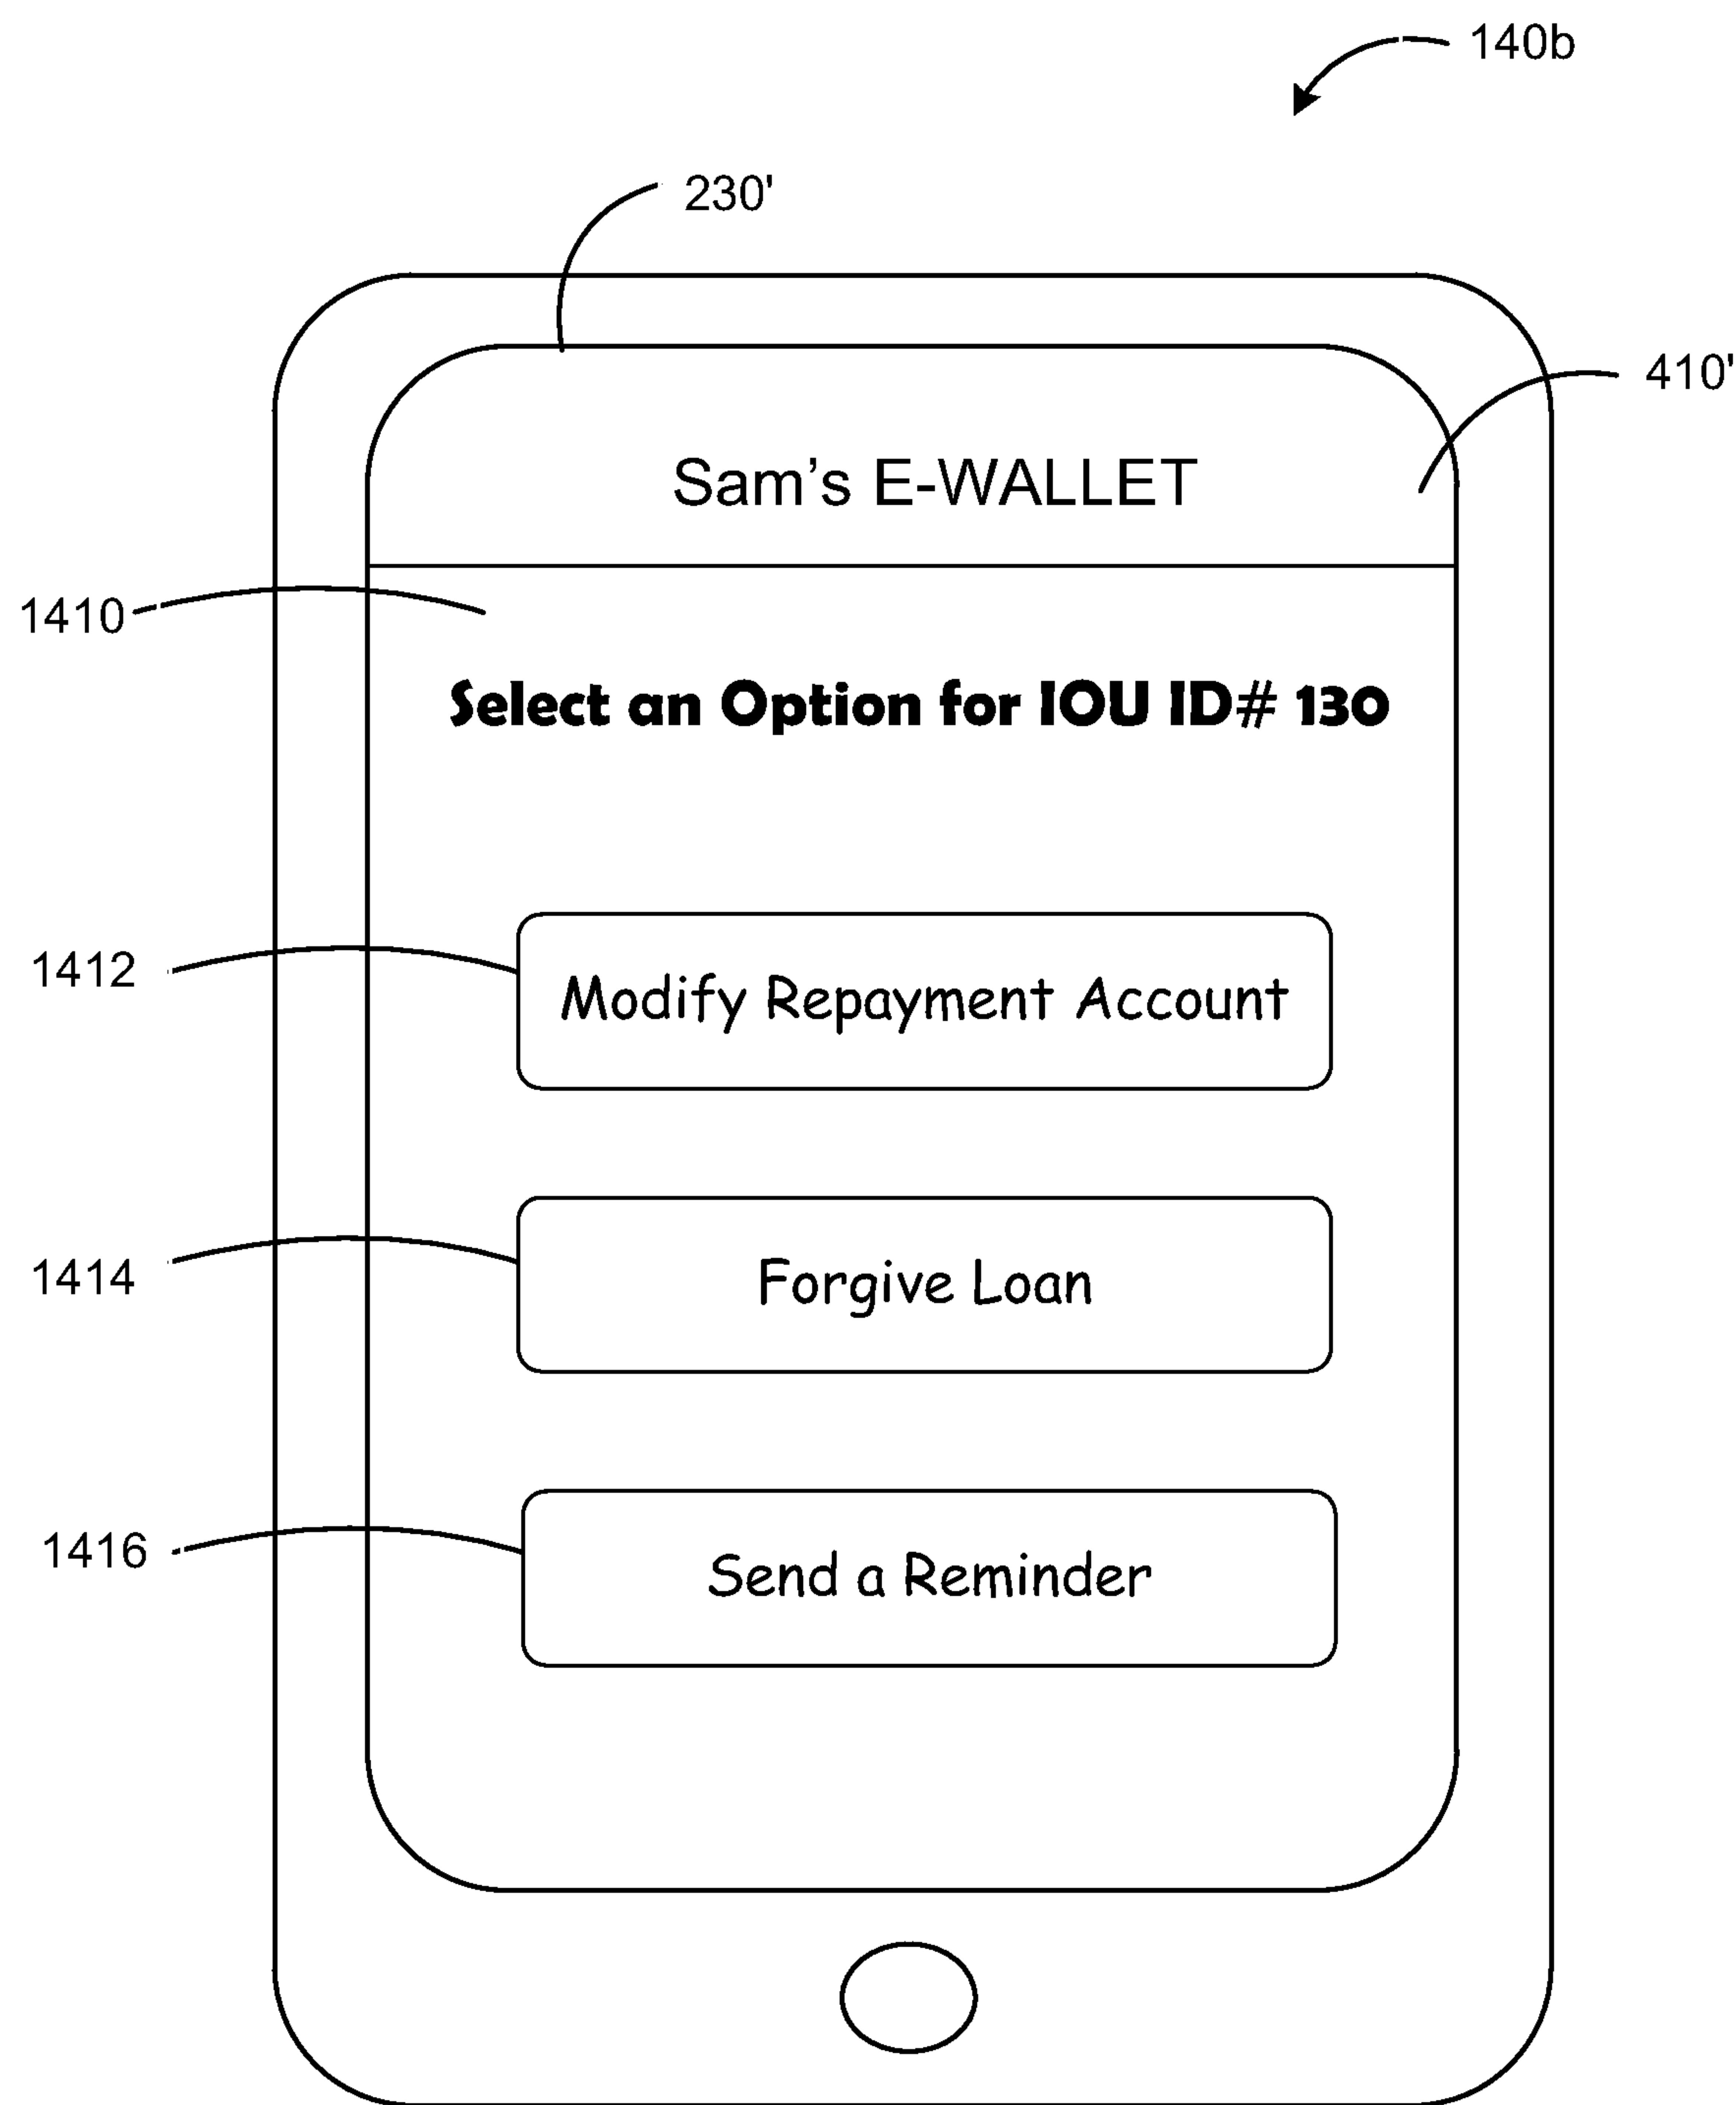 140b
230'
410'
Sam's E-WALLET
1410
Select an Option for IOU ID# 130
1412
Modify Repayment Account
1414
Forgive Loan
1416
Send a Reminder